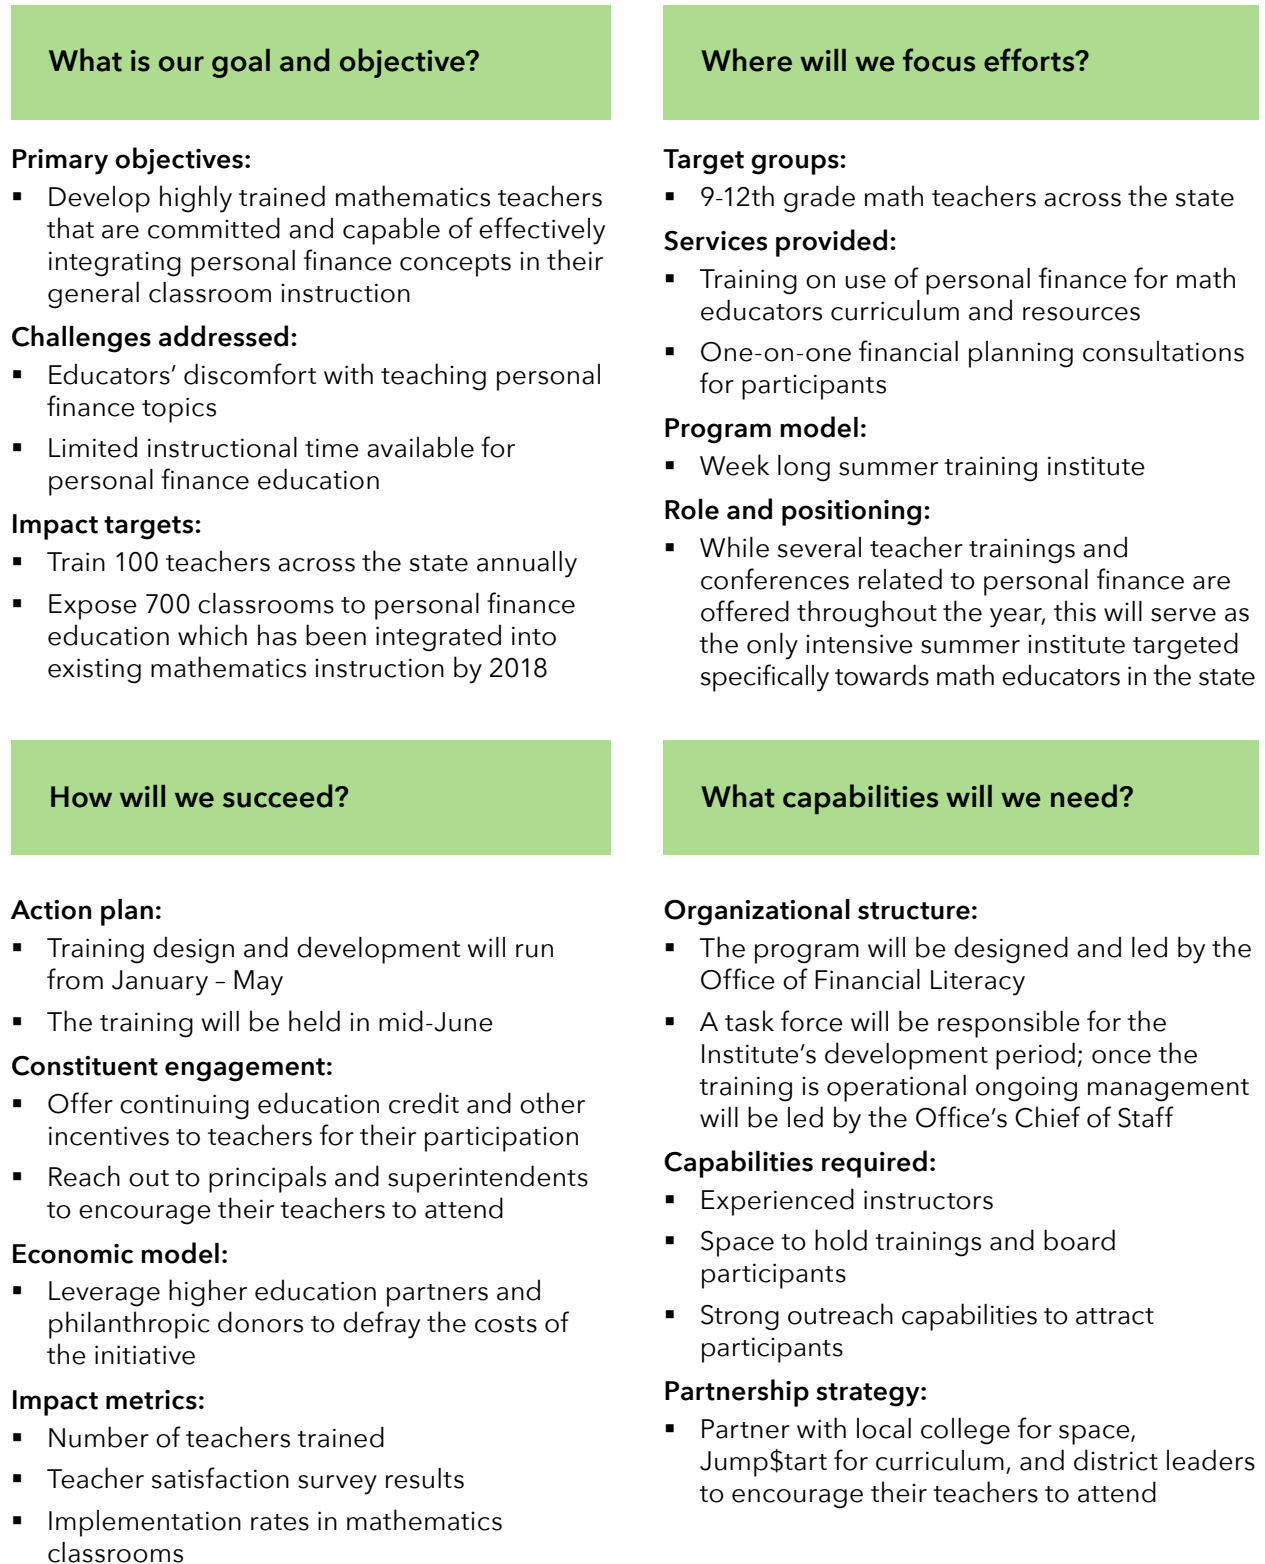 What is our goal and objective?
Primary objectives:
▪ Develop highly trained mathematics teachers
that are committed and capable of effectively
integrating personal finance concepts in their
general classroom instruction
Challenges addressed:
▪ Educators’ discomfort with teaching personal
finance topics
▪ Limited instructional time available for
personal finance education
Impact targets:
▪ Train 100 teachers across the state annually
▪ Expose 700 classrooms to personal finance
education which has been integrated into
existing mathematics instruction by 2018
Where will we focus efforts?
Target groups:
▪ 9-12th grade math teachers across the state
Services provided:
▪ Training on use of personal finance for math
educators curriculum and resources
▪ One-on-one financial planning consultations
for participants
Program model:
▪ Week long summer training institute
Role and positioning:
▪ While several teacher trainings and
conferences related to personal finance are
offered throughout the year, this will serve as
the only intensive summer institute targeted
specifically towards math educators in the state
How will we succeed?
Action plan:
▪ Training design and development will run
from January – May
▪ The training will be held in mid-June
Constituent engagement:
▪ Offer continuing education credit and other
incentives to teachers for their participation
▪ Reach out to principals and superintendents
to encourage their teachers to attend
Economic model:
▪ Leverage higher education partners and
philanthropic donors to defray the costs of
the initiative
Impact metrics:
▪ Number of teachers trained
▪ Teacher satisfaction survey results
▪ Implementation rates in mathematics
classrooms
What capabilities will we need?
Organizational structure:
▪ The program will be designed and led by the
Office of Financial Literacy
▪ A task force will be responsible for the
Institute’s development period; once the
training is operational ongoing management
will be led by the Office’s Chief of Staff
Capabilities required:
▪ Experienced instructors
▪ Space to hold trainings and board
participants
▪ Strong outreach capabilities to attract
participants
Partnership strategy:
▪ Partner with local college for space,
Jump$tart for curriculum, and district leaders
to encourage their teachers to attend